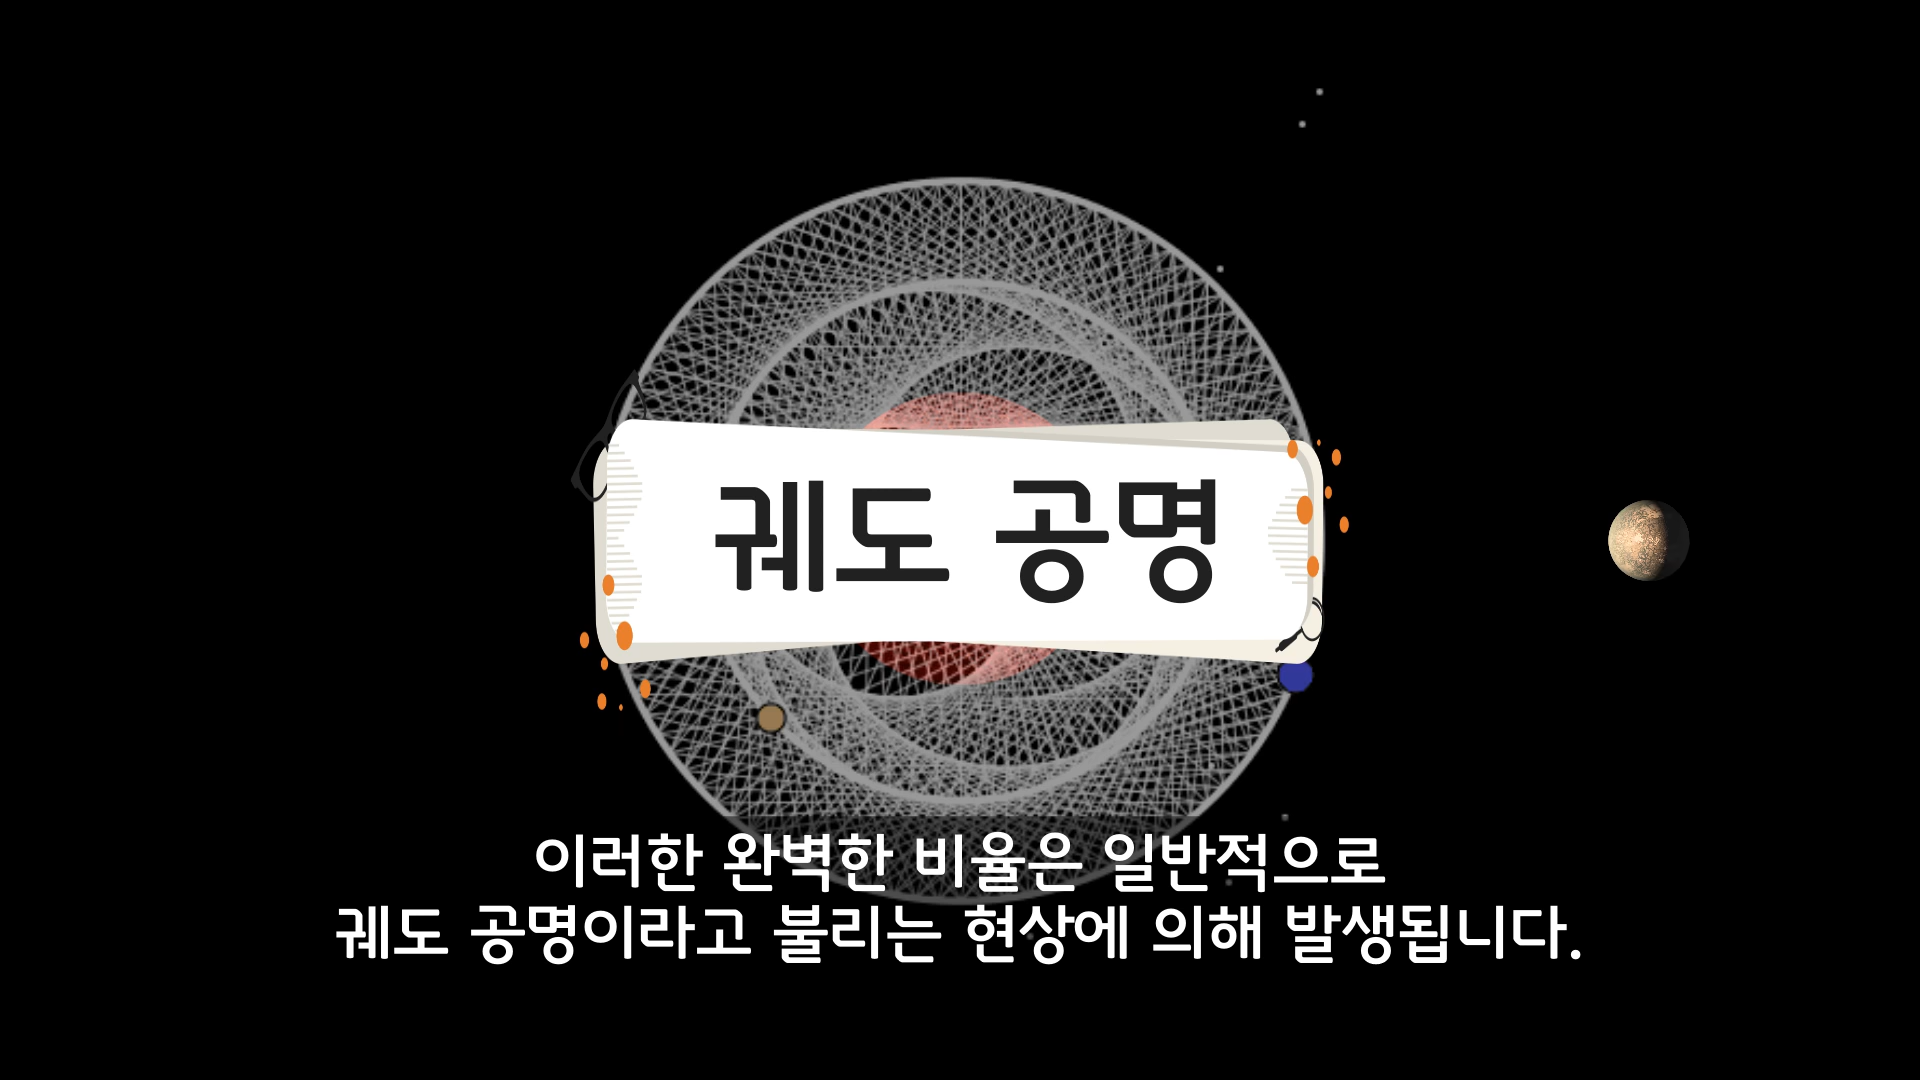 궤도 공명
이러한 완벽한 비율은 일반적으로
궤도 공명이라고 불리는 현상에 의해 발생됩니다.